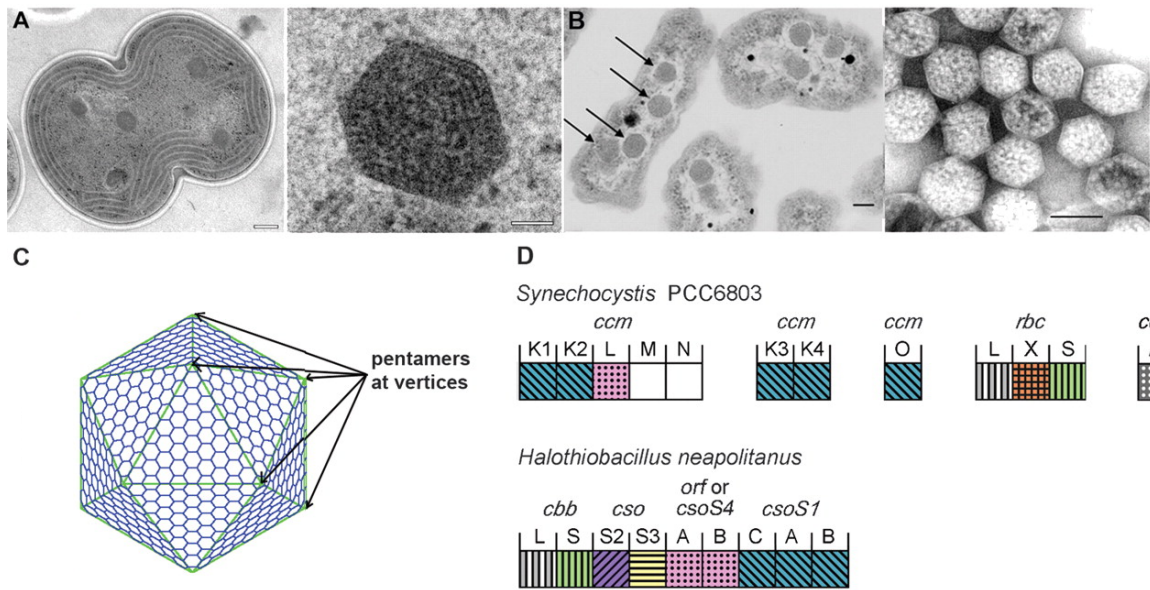 A
B
C
pentamers
at vertices
D
Synechocystis PCC6803
ccm ccm ccm rbc
K1 K2 L M N K3 K4 O L X S
Halothiobacillus neapolitanus
orf or
cbb cso csoS4 csoS1
L S S2 S3 A B C A B